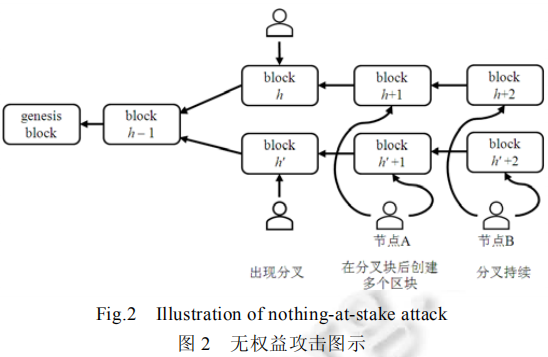 block
h
block
h+1
block
h+2
genesis
block
block
h−1
block
h'
block
h'+1
block
h'+2
节点A
节点B
出现分叉
在分叉块后创建
多个区块
分叉持续
Fig.2 Illustration of nothing-at-stake attack
图 2 无权益攻击图示